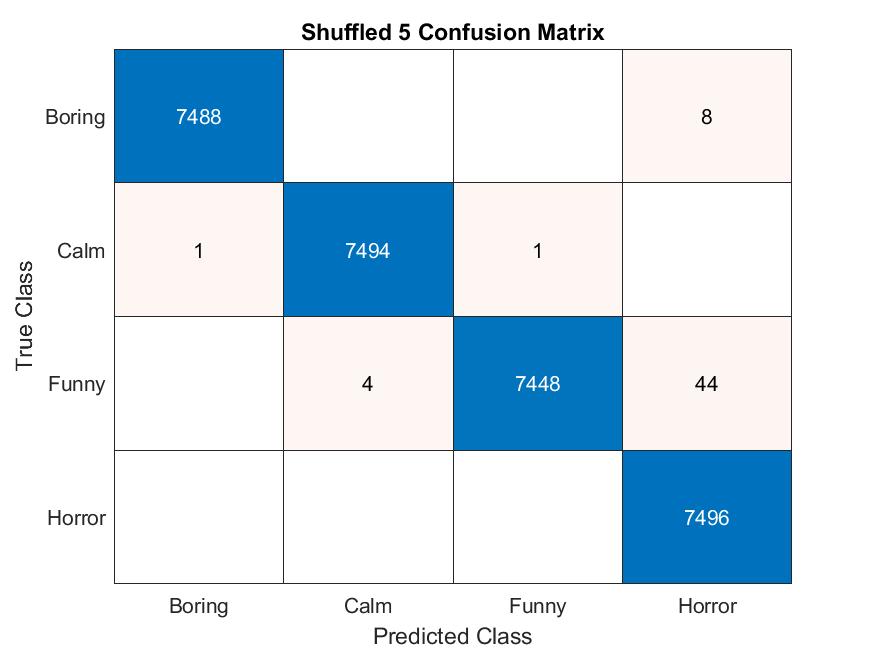 Shuffled 5 Confusion Matrix
True Class
Boring 7488 8
Calm 1 7494 1
Funny 4 7448 44
Horror 7496
Boring Calm Funny Horror
Predicted Class